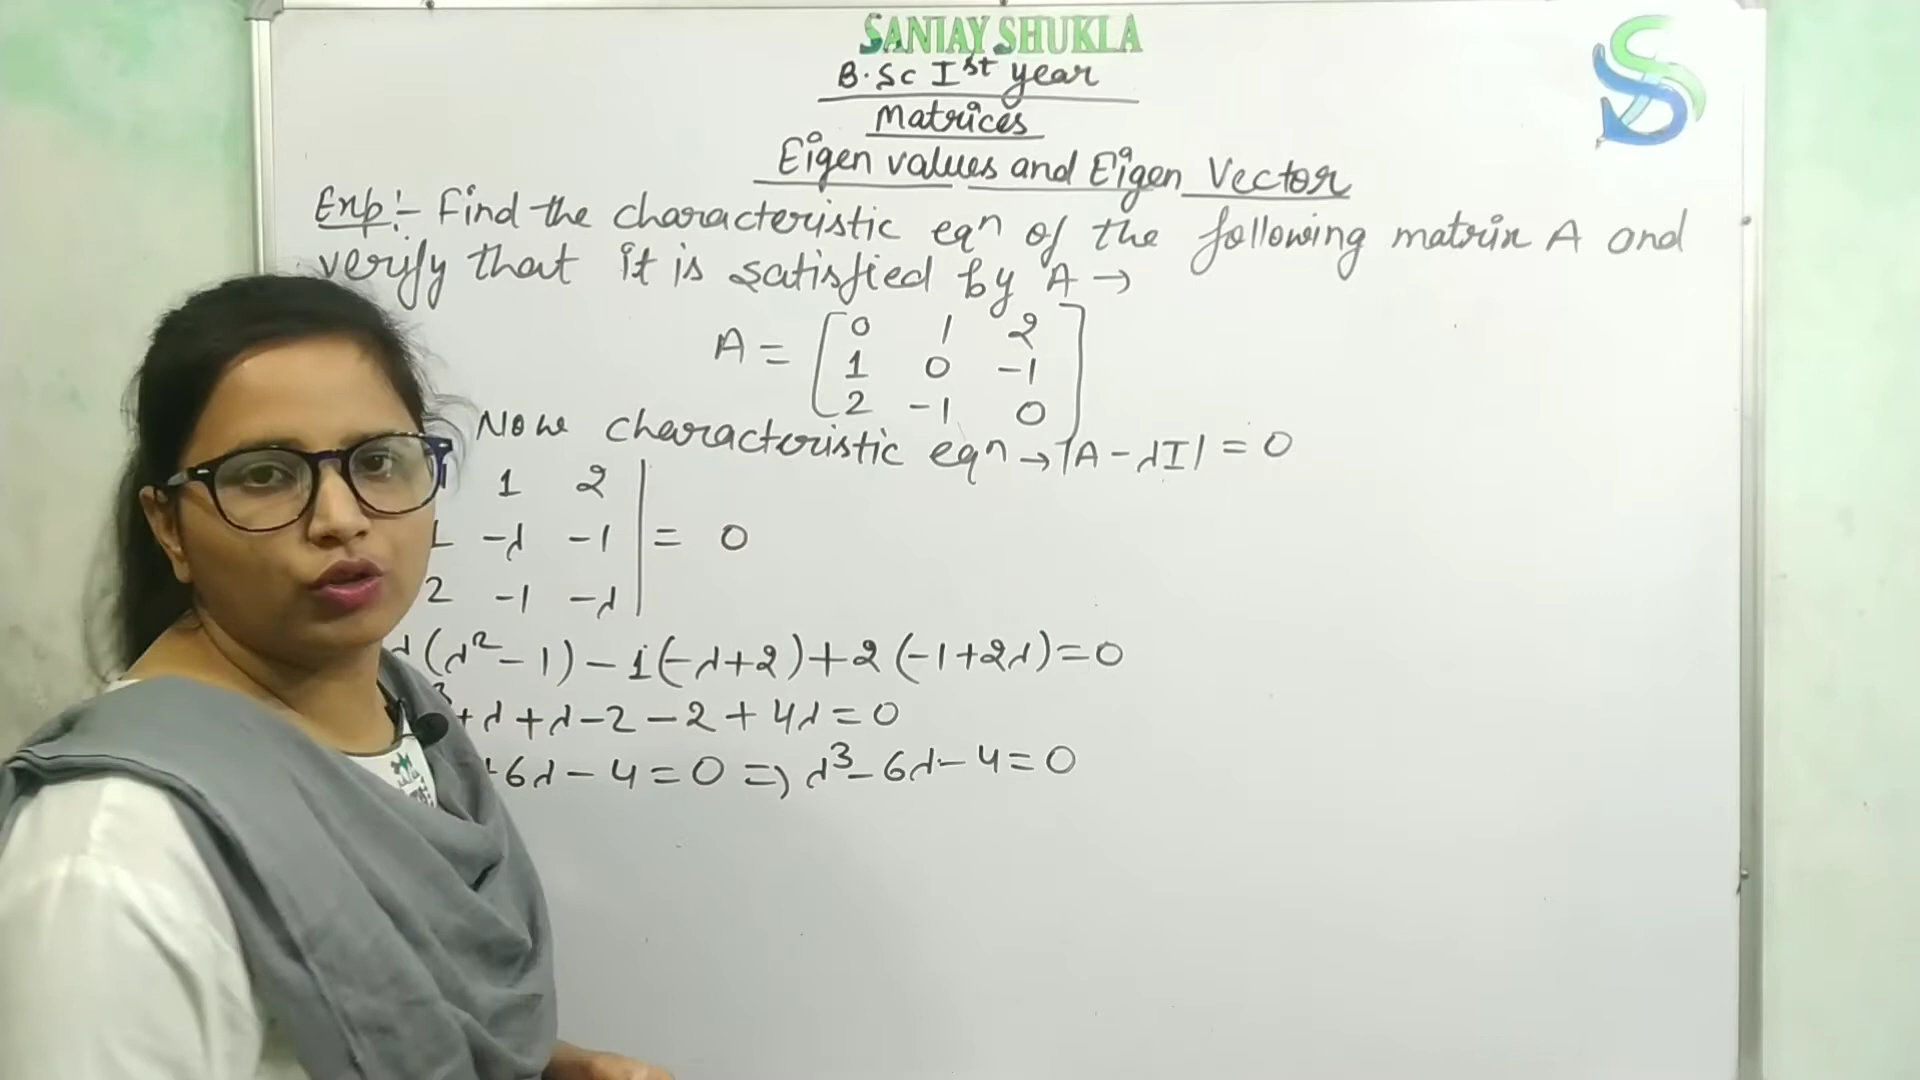 SANJAY SHUKLA
B.Sc Ist year
Matrices
Eigen values and Eigen Vector
Exp:- Find the characteristic eqn of the following matrix A and
verify that it is satisfied by A →
A = [0 1 2
1 0 -1
2 -1 0]
Now characteristic eqn → |A - λI| = 0
1 2
1 -λ -1 | = 0
2 -1 -λ
λ(λ² - 1) - 1(-λ+2) + 2(-1+2λ) = 0
³ + λ + λ - 2 - 2 + 4λ = 0
+6λ - 4 = 0 => λ³ - 6λ - 4 = 0